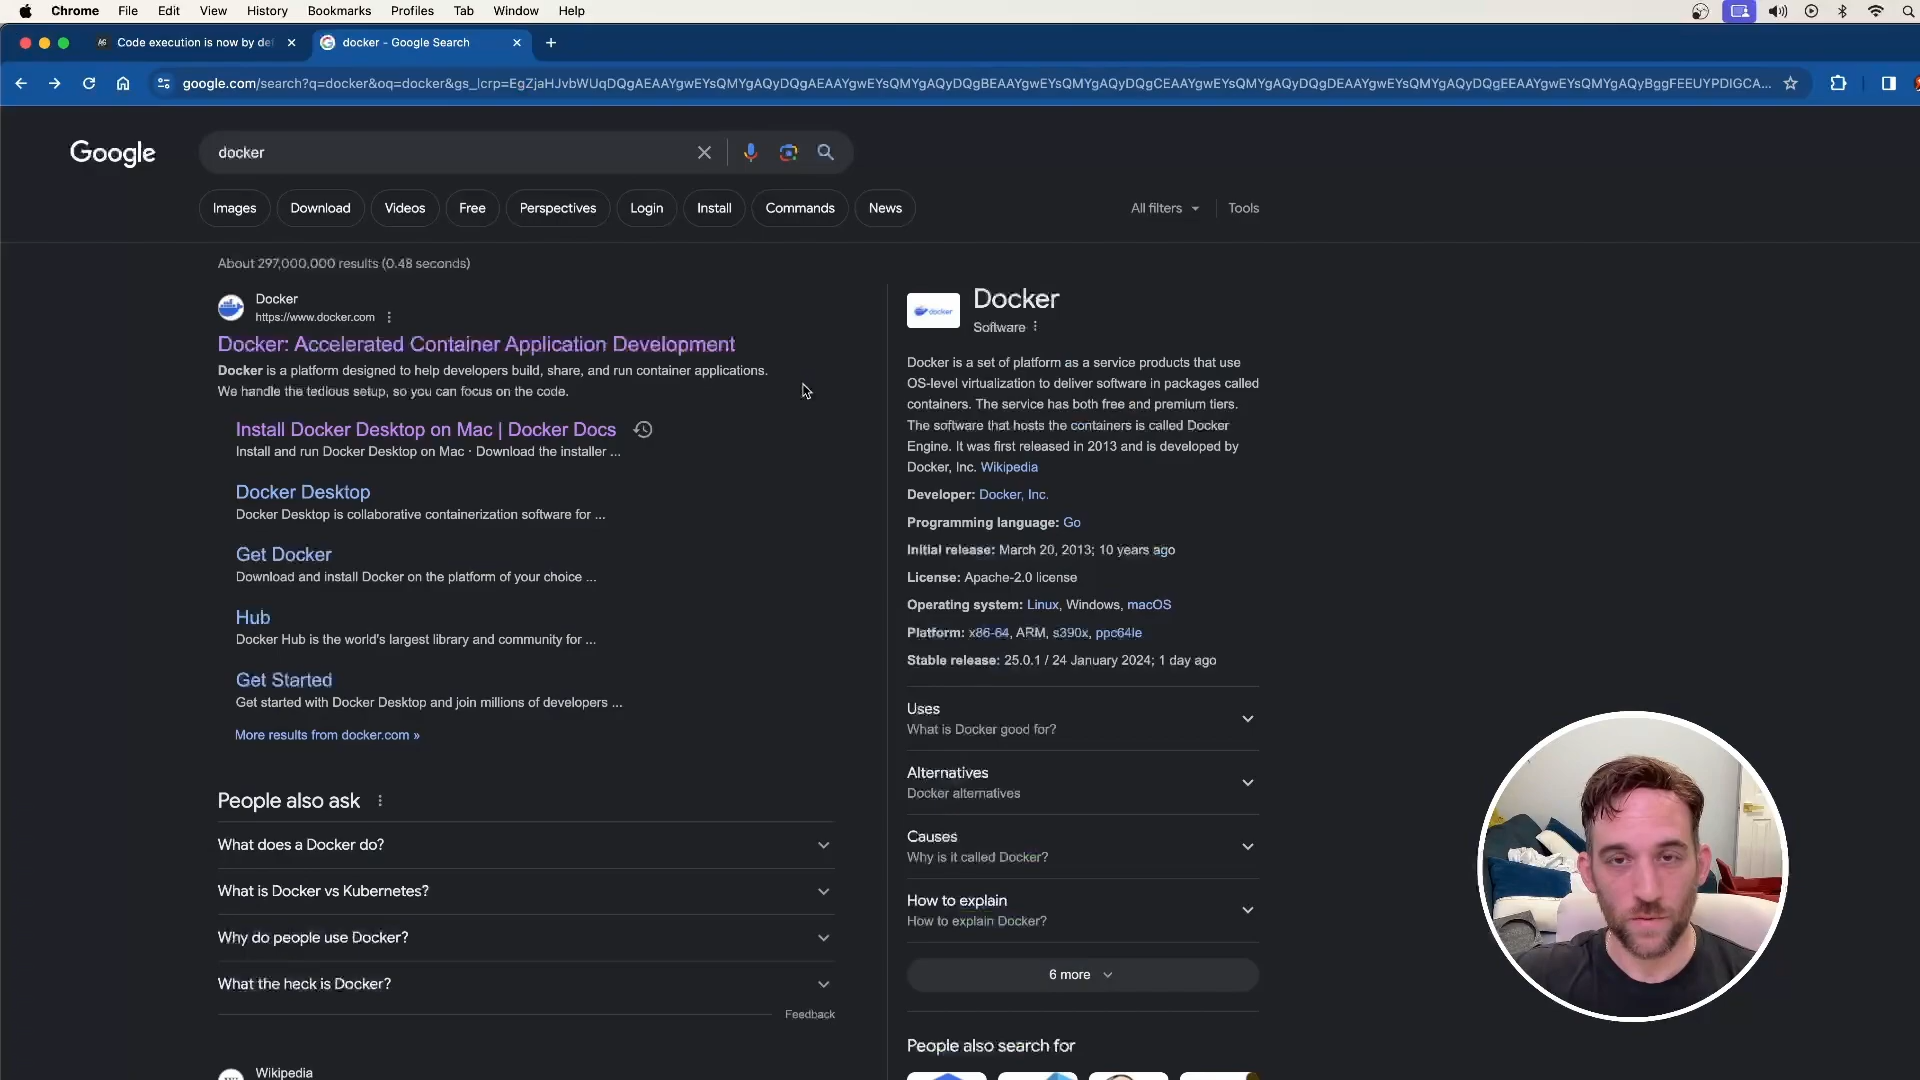 Chrome File Edit View History Bookmarks Profiles Tab Window Help
Code execution is now by def
docker - Google Search
google.com/search?q=docker&oq=docker&gs_lcrp=EgZjaHJvbWUqDQgAEAAYgwEYsQMYgAQyDQgAEAAYgwEYsQMYgAQyDQgBEAAYgwEYsQMYgAQyDQgCEAAYgwEYsQMYgAQyDQgDEAAYgwEYsQMYgAQyDQgEEAAYgwEYsQMYgAQyBggFEEUYPDIGCA...
Google
docker
Images Download Videos Free Perspectives Login Install Commands News
All filters Tools
About 297,000,000 results (0.48 seconds)
Docker
https://www.docker.com
Docker: Accelerated Container Application Development
Docker is a platform designed to help developers build, share, and run container applications.
We handle the tedious setup, so you can focus on the code.
Install Docker Desktop on Mac | Docker Docs
Install and run Docker Desktop on Mac · Download the installer ...
Docker Desktop
Docker Desktop is collaborative containerization software for ...
Get Docker
Download and install Docker on the platform of your choice ...
Hub
Docker Hub is the world's largest library and community for ...
Get Started
Get started with Docker Desktop and join millions of developers ...
More results from docker.com »
People also ask
What does a Docker do?
What is Docker vs Kubernetes?
Why do people use Docker?
What the heck is Docker?
Feedback
Wikipedia
docker
Docker
Software
Docker is a set of platform as a service products that use
OS-level virtualization to deliver software in packages called
containers. The service has both free and premium tiers.
The software that hosts the containers is called Docker
Engine. It was first released in 2013 and is developed by
Docker, Inc. Wikipedia
Developer: Docker, Inc.
Programming language: Go
Initial release: March 20, 2013; 10 years ago
License: Apache-2.0 license
Operating system: Linux, Windows, macOS
Platform: x86-64, ARM, s390x, ppc64le
Stable release: 25.0.1 / 24 January 2024; 1 day ago
Uses
What is Docker good for?
Alternatives
Docker alternatives
Causes
Why is it called Docker?
How to explain
How to explain Docker?
6 more
People also search for